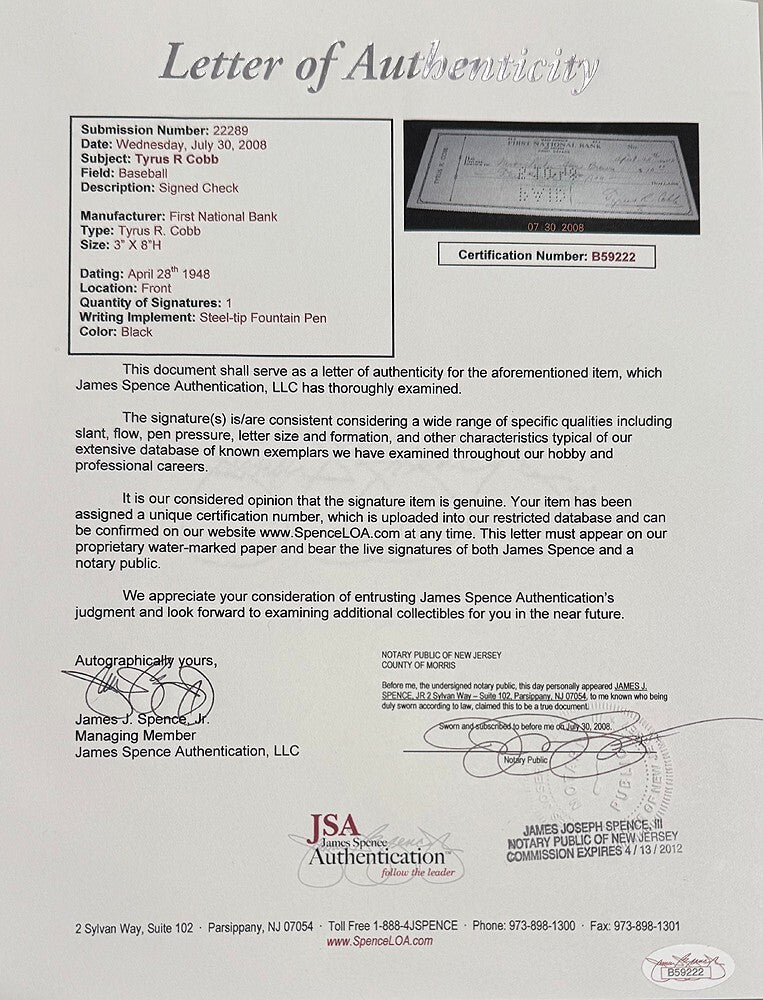 Letter of Authenticity
Submission Number: 22289
Date: Wednesday, July 30, 2008
Subject: Tyrus R Cobb
Field: Baseball
Description: Signed Check
Manufacturer: First National Bank
Type: Tyrus R. Cobb
Size: 3" X 8"H
Dating: April 28th 1948
Location: Front
Quantity of Signatures: 1
Writing Implement: Steel-tip Fountain Pen
Color: Black
FIRST NATIONAL BANK
TYRUS R. COBB
07 30 2008
Certification Number: B59222
This document shall serve as a letter of authenticity for the aforementioned item, which
James Spence Authentication, LLC has thoroughly examined.
The signature(s) is/are consistent considering a wide range of specific qualities including
slant, flow, pen pressure, letter size and formation, and other characteristics typical of our
extensive database of known exemplars we have examined throughout our hobby and
professional careers.
It is our considered opinion that the signature item is genuine. Your item has been
assigned a unique certification number, which is uploaded into our restricted database and can
be confirmed on our website www.SpenceLOA.com at any time. This letter must appear on our
proprietary water-marked paper and bear the live signatures of both James Spence and a
notary public.
We appreciate your consideration of entrusting James Spence Authentication's
judgment and look forward to examining additional collectibles for you in the near future.
Autographically yours,
James J. Spence, Jr.
Managing Member
James Spence Authentication, LLC
NOTARY PUBLIC OF NEW JERSEY
COUNTY OF MORRIS
Before me, the undersigned notary public, this day personally appeared JAMES J.
SPENCE, JR 2 Sylvan Way – Suite 102, Parsippany, NJ 07054, to me known who being
duly sworn according to law, claimed this to be a true document.
Sworn and subscribed to before me on July 30, 2008.
Notary Public
JAMES JOSEPH SPENCE, III
NOTARY PUBLIC OF NEW JERSEY
COMMISSION EXPIRES 4/13/2012
JSA
James Spence
Authentication™
follow the leader
2 Sylvan Way, Suite 102 · Parsippany, NJ 07054 · Toll Free 1-888-4JSPENCE · Phone: 973-898-1300 · Fax: 973-898-1301
www.SpenceLOA.com
B59222